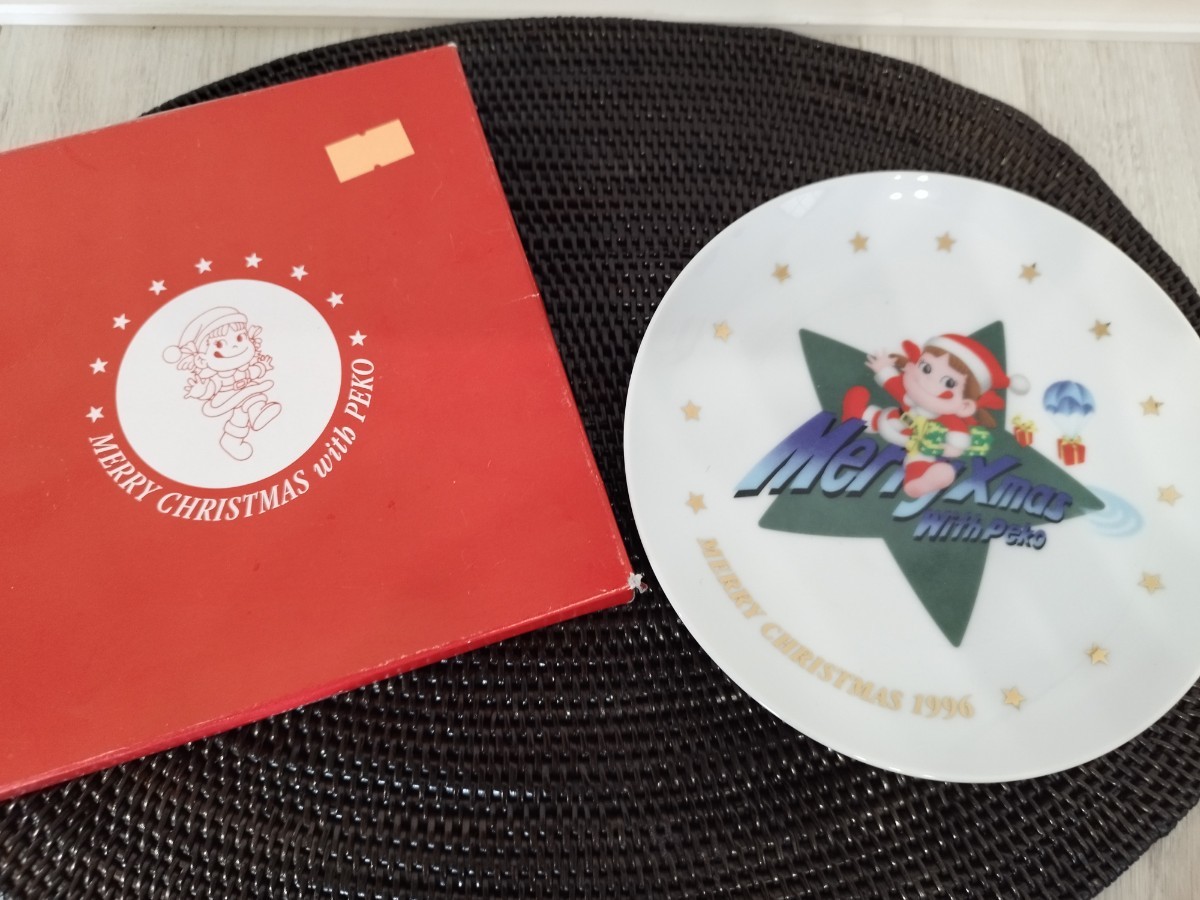 MERRY CHRISTMAS with PEKO
Merry Xmas
With Peko
MERRY CHRISTMAS 1996